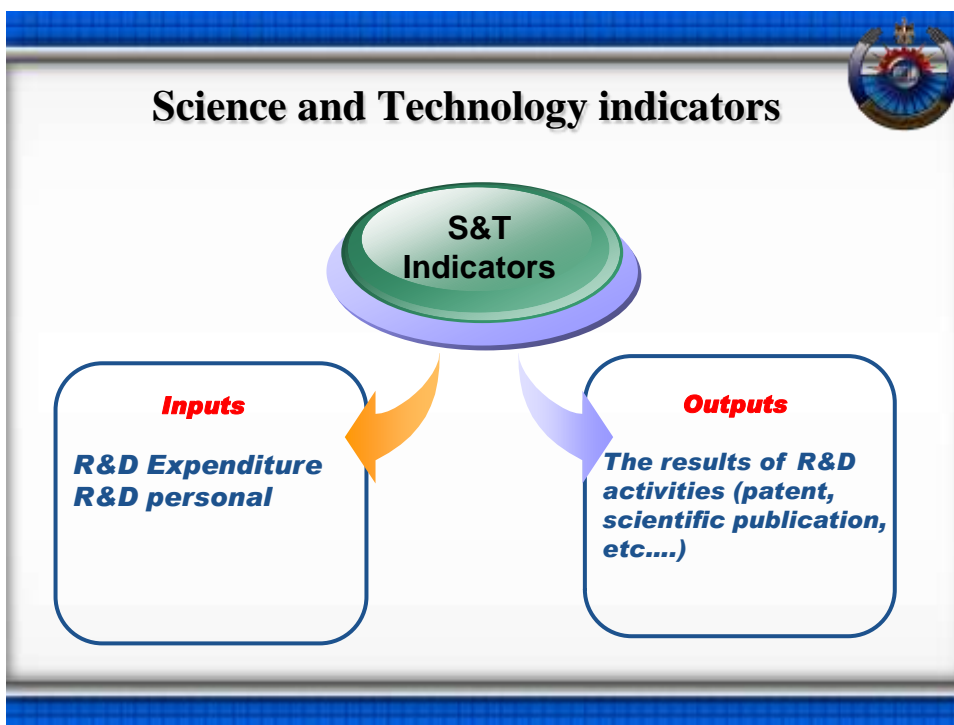 Science and Technology indicators
S&T
Indicators
Inputs
R&D Expenditure
R&D personal
Outputs
The results of R&D
activities (patent,
scientific publication,
etc....)